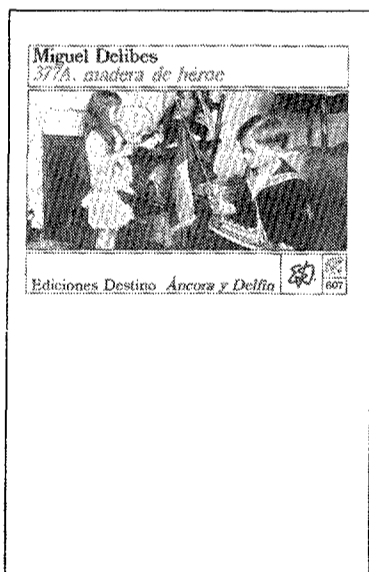 Miguel Delibes
377A. madera de héroe
Ediciones Destino Áncora y Delfín
607